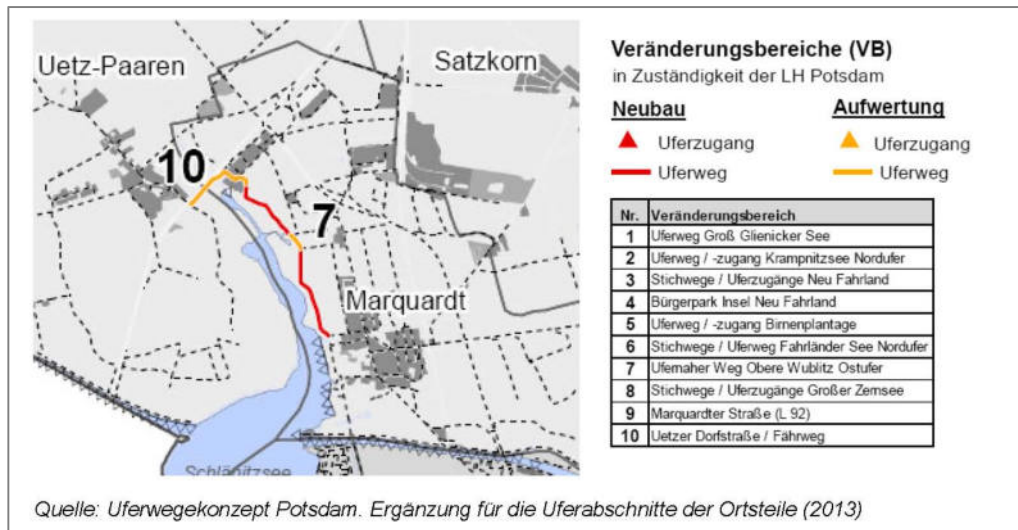 Uetz-Paaren
Satzkorn
10
7
Marquardt
Schlänitzsee
Veränderungsbereiche (VB)
in Zuständigkeit der LH Potsdam
Neubau
Aufwertung
Uferzugang
Uferzugang
Uferweg
Uferweg
Nr. Veränderungsbereich
1 Uferweg Groß Glienicker See
2 Uferweg / -zugang Krampnitzsee Nordufer
3 Stichwege / Uferzugänge Neu Fahrland
4 Bürgerpark Insel Neu Fahrland
5 Uferweg / -zugang Birnenplantage
6 Stichwege / Uferweg Fahrländer See Nordufer
7 Ufernaher Weg Obere Wublitz Ostufer
8 Stichwege / Uferzugänge Großer Zernsee
9 Marquardter Straße (L 92)
10 Uetzer Dorfstraße / Fährweg
Quelle: Uferwegekonzept Potsdam. Ergänzung für die Uferabschnitte der Ortsteile (2013)